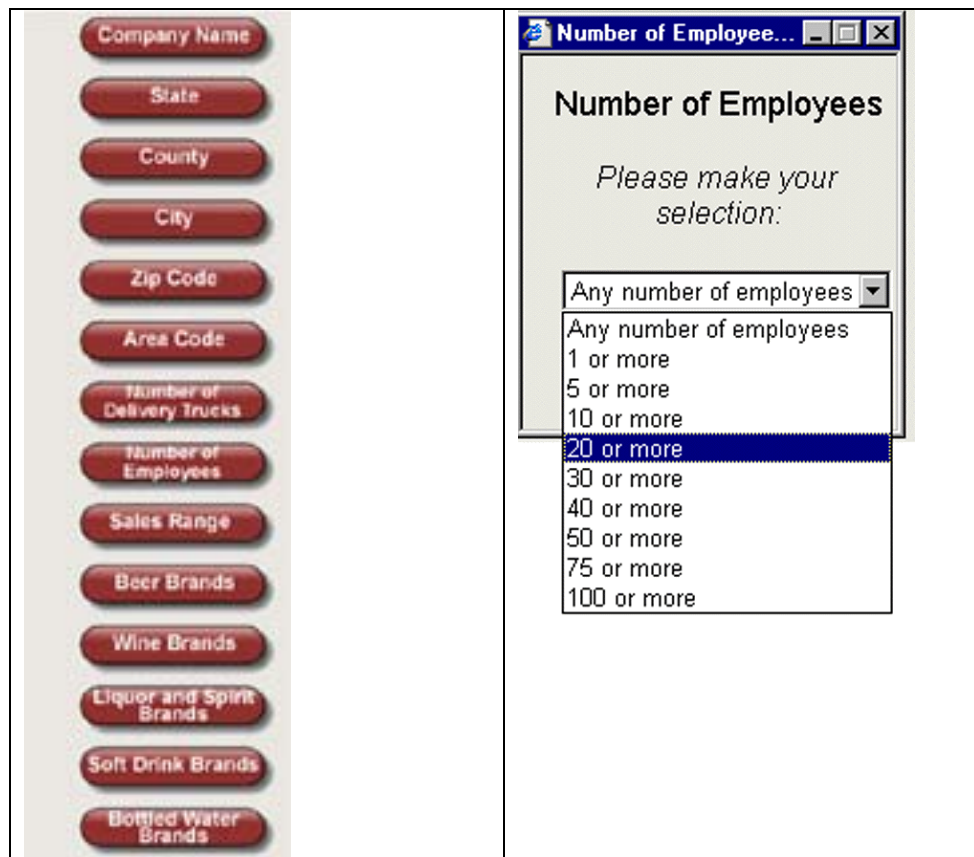 Company Name
State
County
City
Zip Code
Area Code
Number of
Delivery Trucks
Number of
Employees
Sales Range
Beer Brands
Wine Brands
Liquor and Spirit
Brands
Soft Drink Brands
Bottled Water
Brands
Number of Employee...
Number of Employees
Please make your
selection:
Any number of employees
Any number of employees
1 or more
5 or more
10 or more
20 or more
30 or more
40 or more
50 or more
75 or more
100 or more